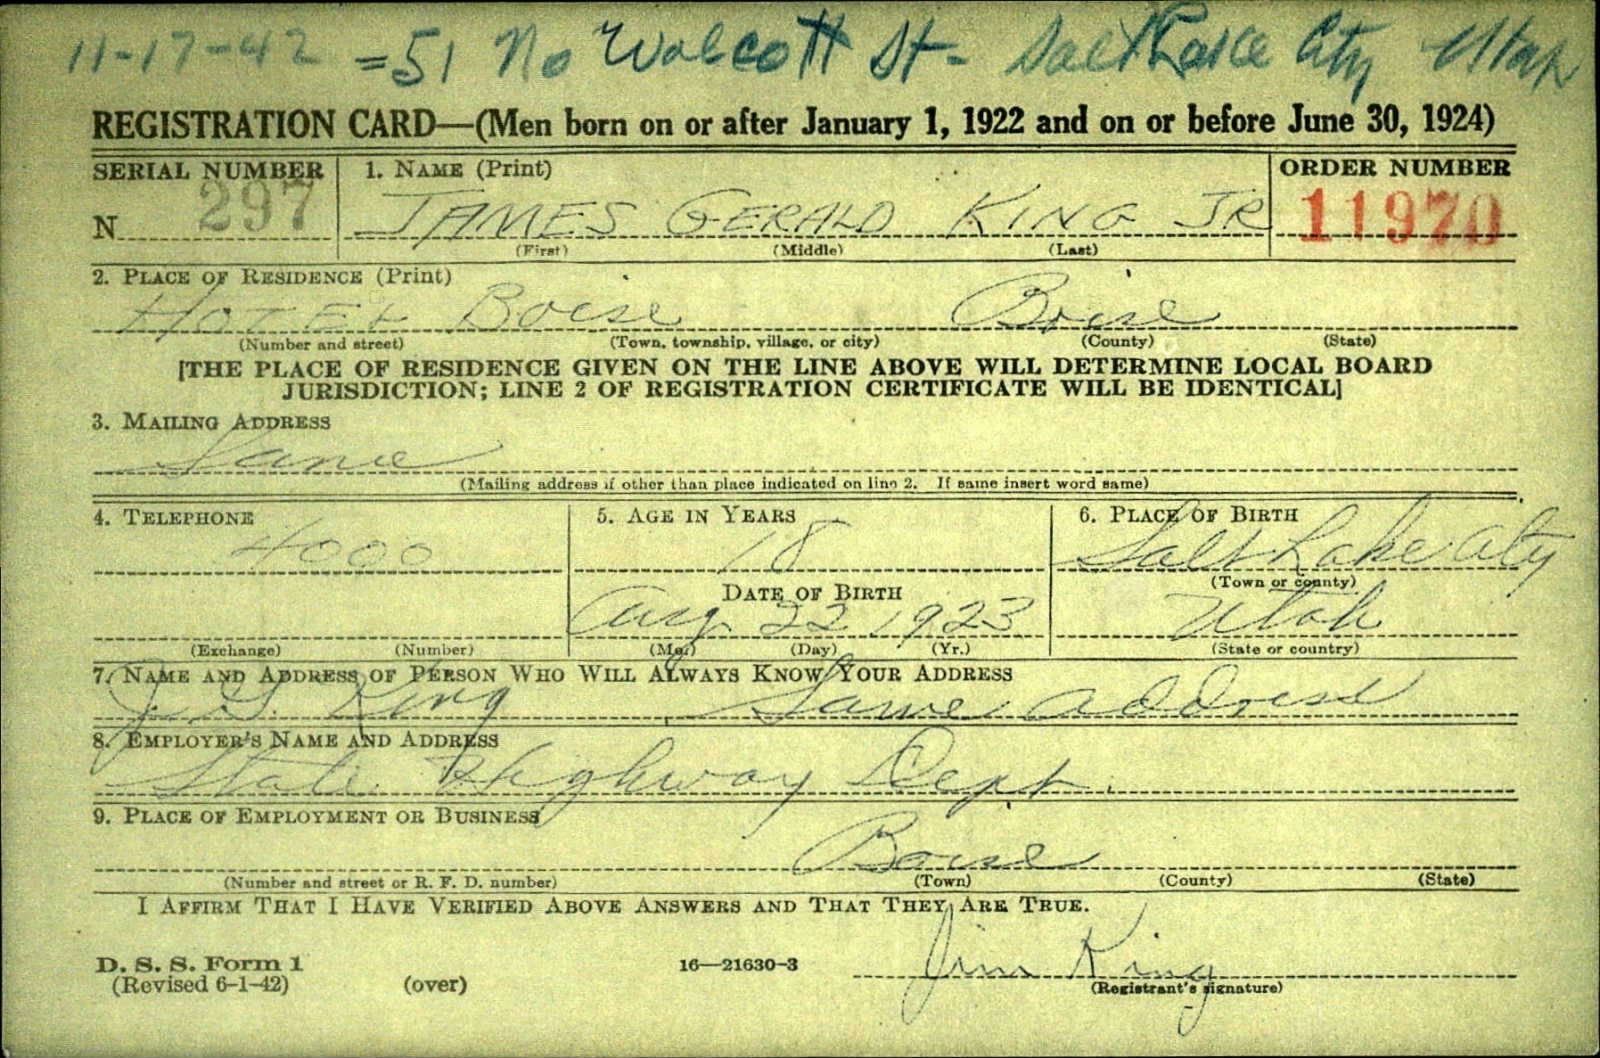 11-17-42 = 51 No Wolcott St - Salt Lake City Utah
REGISTRATION CARD—(Men born on or after January 1, 1922 and on or before June 30, 1924)
SERIAL NUMBER 1. NAME (Print) ORDER NUMBER
N 297 JAMES GERALD KING JR 11970
(First) (Middle) (Last)
2. PLACE OF RESIDENCE (Print)
HOTEL Boise Boise
(Number and street) (Town, township, village, or city) (County) (State)
[THE PLACE OF RESIDENCE GIVEN ON THE LINE ABOVE WILL DETERMINE LOCAL BOARD
JURISDICTION; LINE 2 OF REGISTRATION CERTIFICATE WILL BE IDENTICAL]
3. MAILING ADDRESS
Same
(Mailing address if other than place indicated on line 2. If same insert word same)
4. TELEPHONE 5. AGE IN YEARS 6. PLACE OF BIRTH
4000 18 Salt Lake City
DATE OF BIRTH (Town or county)
Aug. 22 1923 Utah
(Exchange) (Number) (Mo.) (Day) (Yr.) (State or country)
7. NAME AND ADDRESS OF PERSON WHO WILL ALWAYS KNOW YOUR ADDRESS
J. G. King Same address
8. EMPLOYER'S NAME AND ADDRESS
State Highway Dept.
9. PLACE OF EMPLOYMENT OR BUSINESS
Boise
(Number and street or R. F. D. number) (Town) (County) (State)
I AFFIRM THAT I HAVE VERIFIED ABOVE ANSWERS AND THAT THEY ARE TRUE.
D. S. S. Form 1 16—21630-3 Jim King
(Revised 6-1-42) (over) (Registrant's signature)